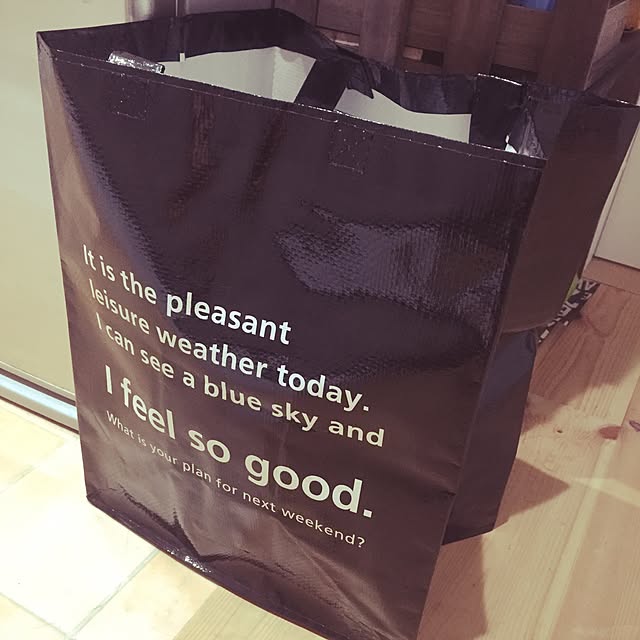 It is the pleasant
leisure weather today.
I can see a blue sky and
I feel so good.
What is your plan for next weekend?